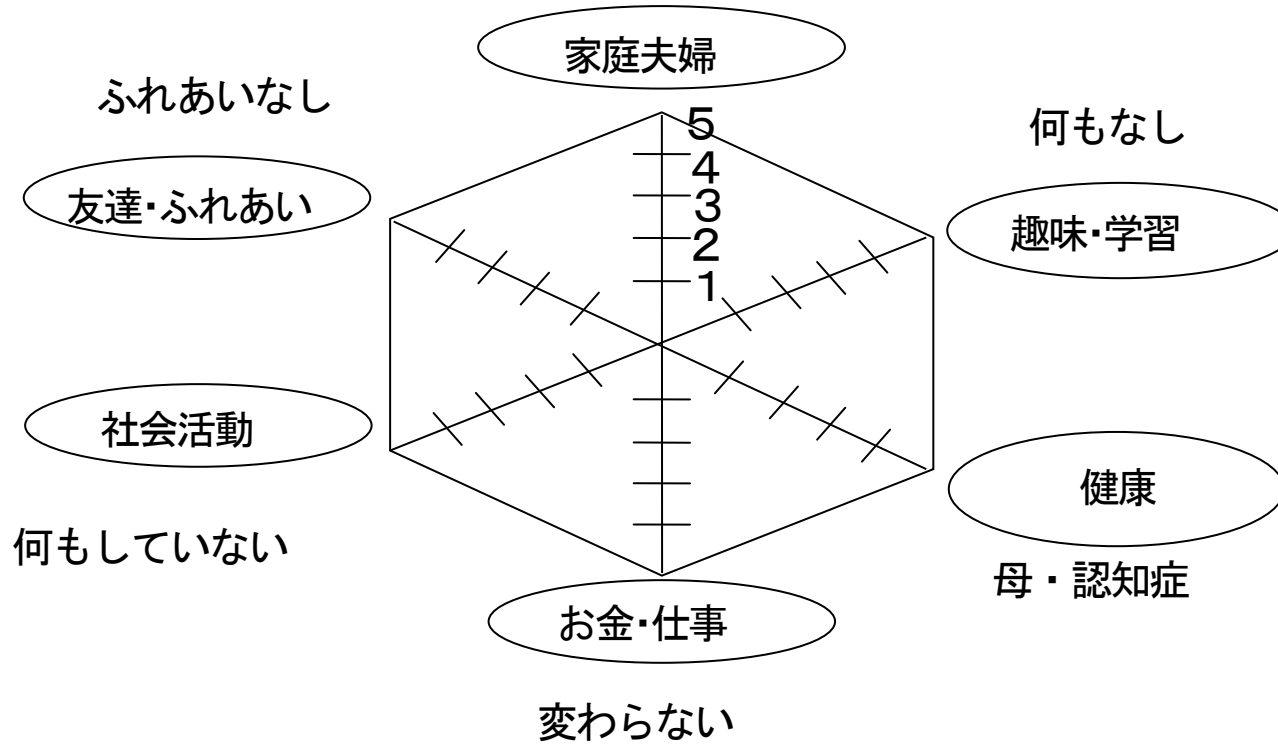 家庭夫婦
ふれあいなし
何もなし
友達･ふれあい
趣味･学習
5
4
3
2
1
社会活動
健康
何もしていない
母・認知症
お金･仕事
変わらない